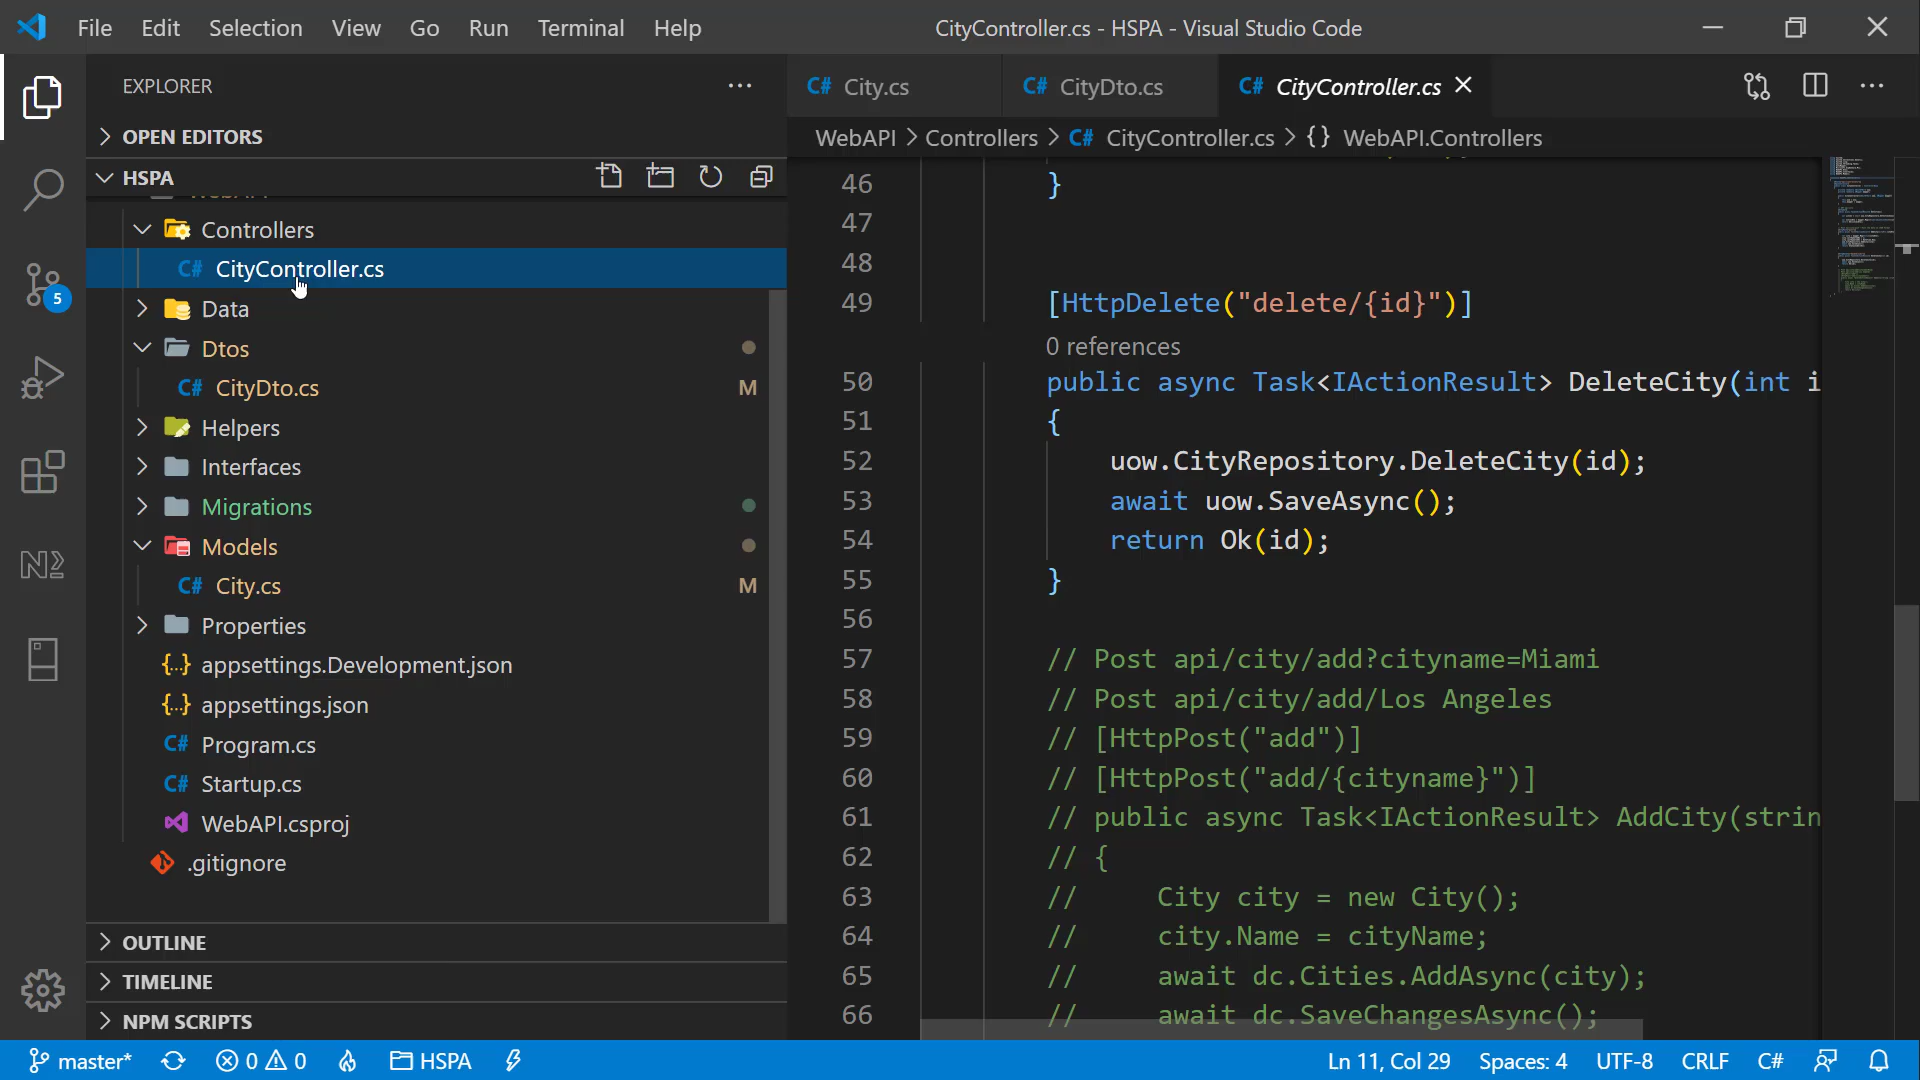 File Edit Selection View Go Run Terminal Help CityController.cs - HSPA - Visual Studio Code
EXPLORER
OPEN EDITORS
HSPA
Controllers
C# CityController.cs
Data
Dtos
C# CityDto.cs M
Helpers
Interfaces
Migrations
Models
C# City.cs M
Properties
{...} appsettings.Development.json
{...} appsettings.json
C# Program.cs
C# Startup.cs
WebAPI.csproj
.gitignore
OUTLINE
TIMELINE
NPM SCRIPTS
5
C# City.cs C# CityDto.cs C# CityController.cs
WebAPI > Controllers > C# CityController.cs > {} WebAPI.Controllers
46 }
47
48
49 [HttpDelete("delete/{id}")]
0 references
50 public async Task<IActionResult> DeleteCity(int i
51 {
52 uow.CityRepository.DeleteCity(id);
53 await uow.SaveAsync();
54 return Ok(id);
55 }
56
57 // Post api/city/add?cityname=Miami
58 // Post api/city/add/Los Angeles
59 // [HttpPost("add")]
60 // [HttpPost("add/{cityname}")]
61 // public async Task<IActionResult> AddCity(strin
62 // {
63 // City city = new City();
64 // city.Name = cityName;
65 // await dc.Cities.AddAsync(city);
66 // await dc.SaveChangesAsync();
master* 0 0 HSPA Ln 11, Col 29 Spaces: 4 UTF-8 CRLF C#